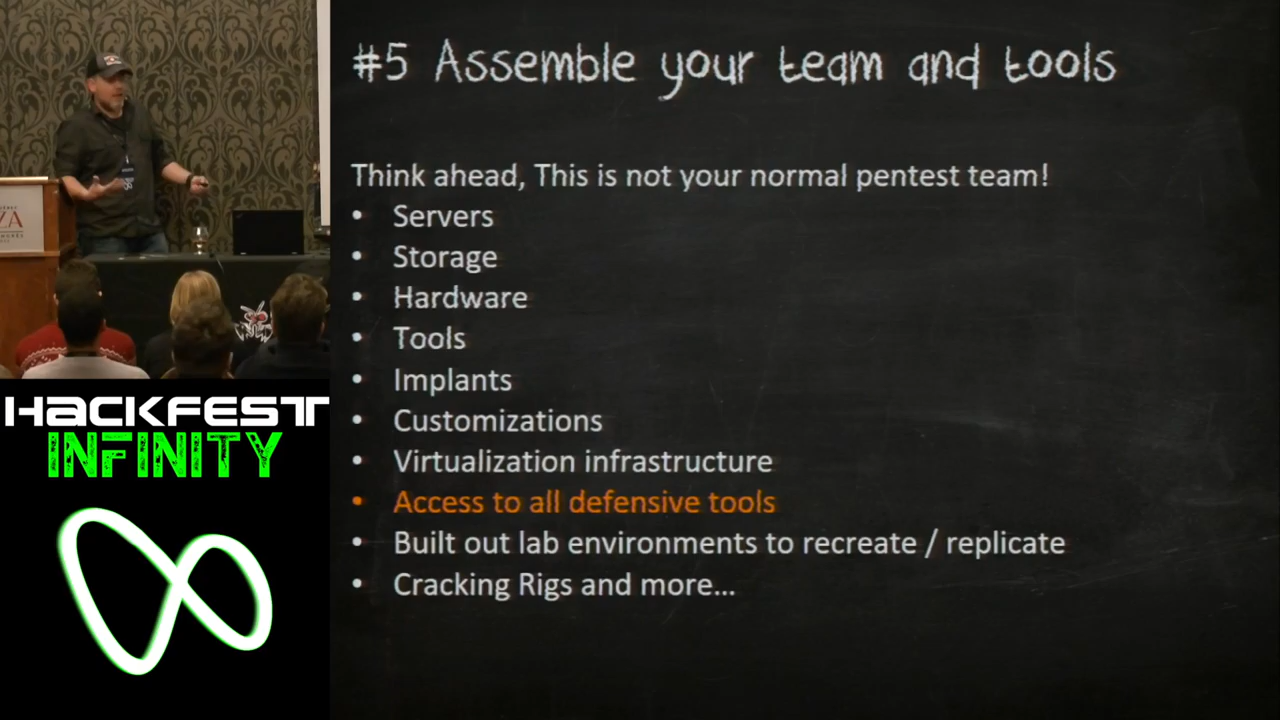 #5 Assemble your team and tools
Think ahead, This is not your normal pentest team!
• Servers
• Storage
• Hardware
• Tools
• Implants
• Customizations
• Virtualization infrastructure
• Access to all defensive tools
• Built out lab environments to recreate / replicate
• Cracking Rigs and more…
ZA
HACKFEST
INFINITY